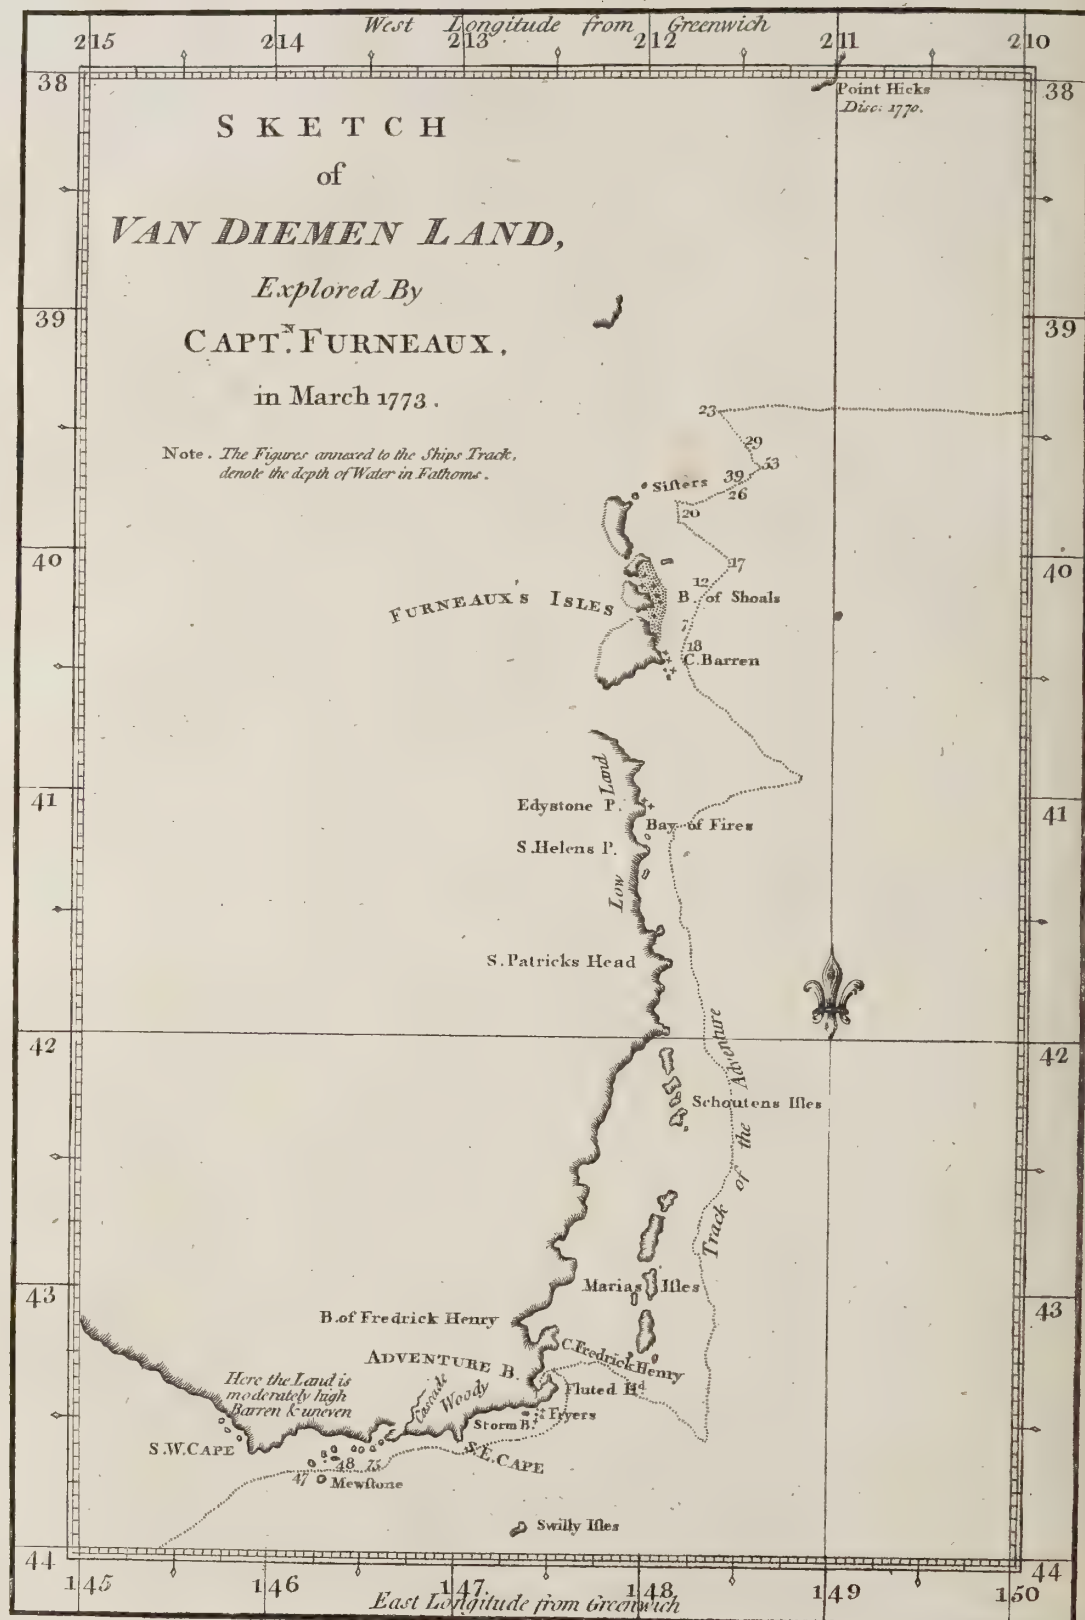 West Longitude from Greenwich
215 214 213 212 211 210
38 38
Point Hicks
Disc: 1770.
SKETCH
of
VAN DIEMEN LAND,
Explored By
CAPT.N FURNEAUX.
in March 1773.
Note. The Figures annexed to the Ships Track,
denote the depth of Water in Fathoms.
39 39
23
29
53
39
26
Sisters
20
40 40
17
12
B. of Shoals
FURNEAUX'S ISLES
7
18
C. Barren
Land
41 41
Edystone P.
Bay of Fires
S. Helens P.
Low
S. Patricks Head
42 42
Schoutens Isles
Track of the Adventure
43 43
Marias Isles
B. of Fredrick Henry
C. Fredrick Henry
ADVENTURE B.
Here the Land is
moderately high
Barren & uneven
Cascade
Woody
Fluted Hd
Fryers
Storm B.
S.W. CAPE
S.E. CAPE
48 75
47
Mewstone
Swilly Isles
44 44
145 146 147 148 149 150
East Longitude from Greenwich